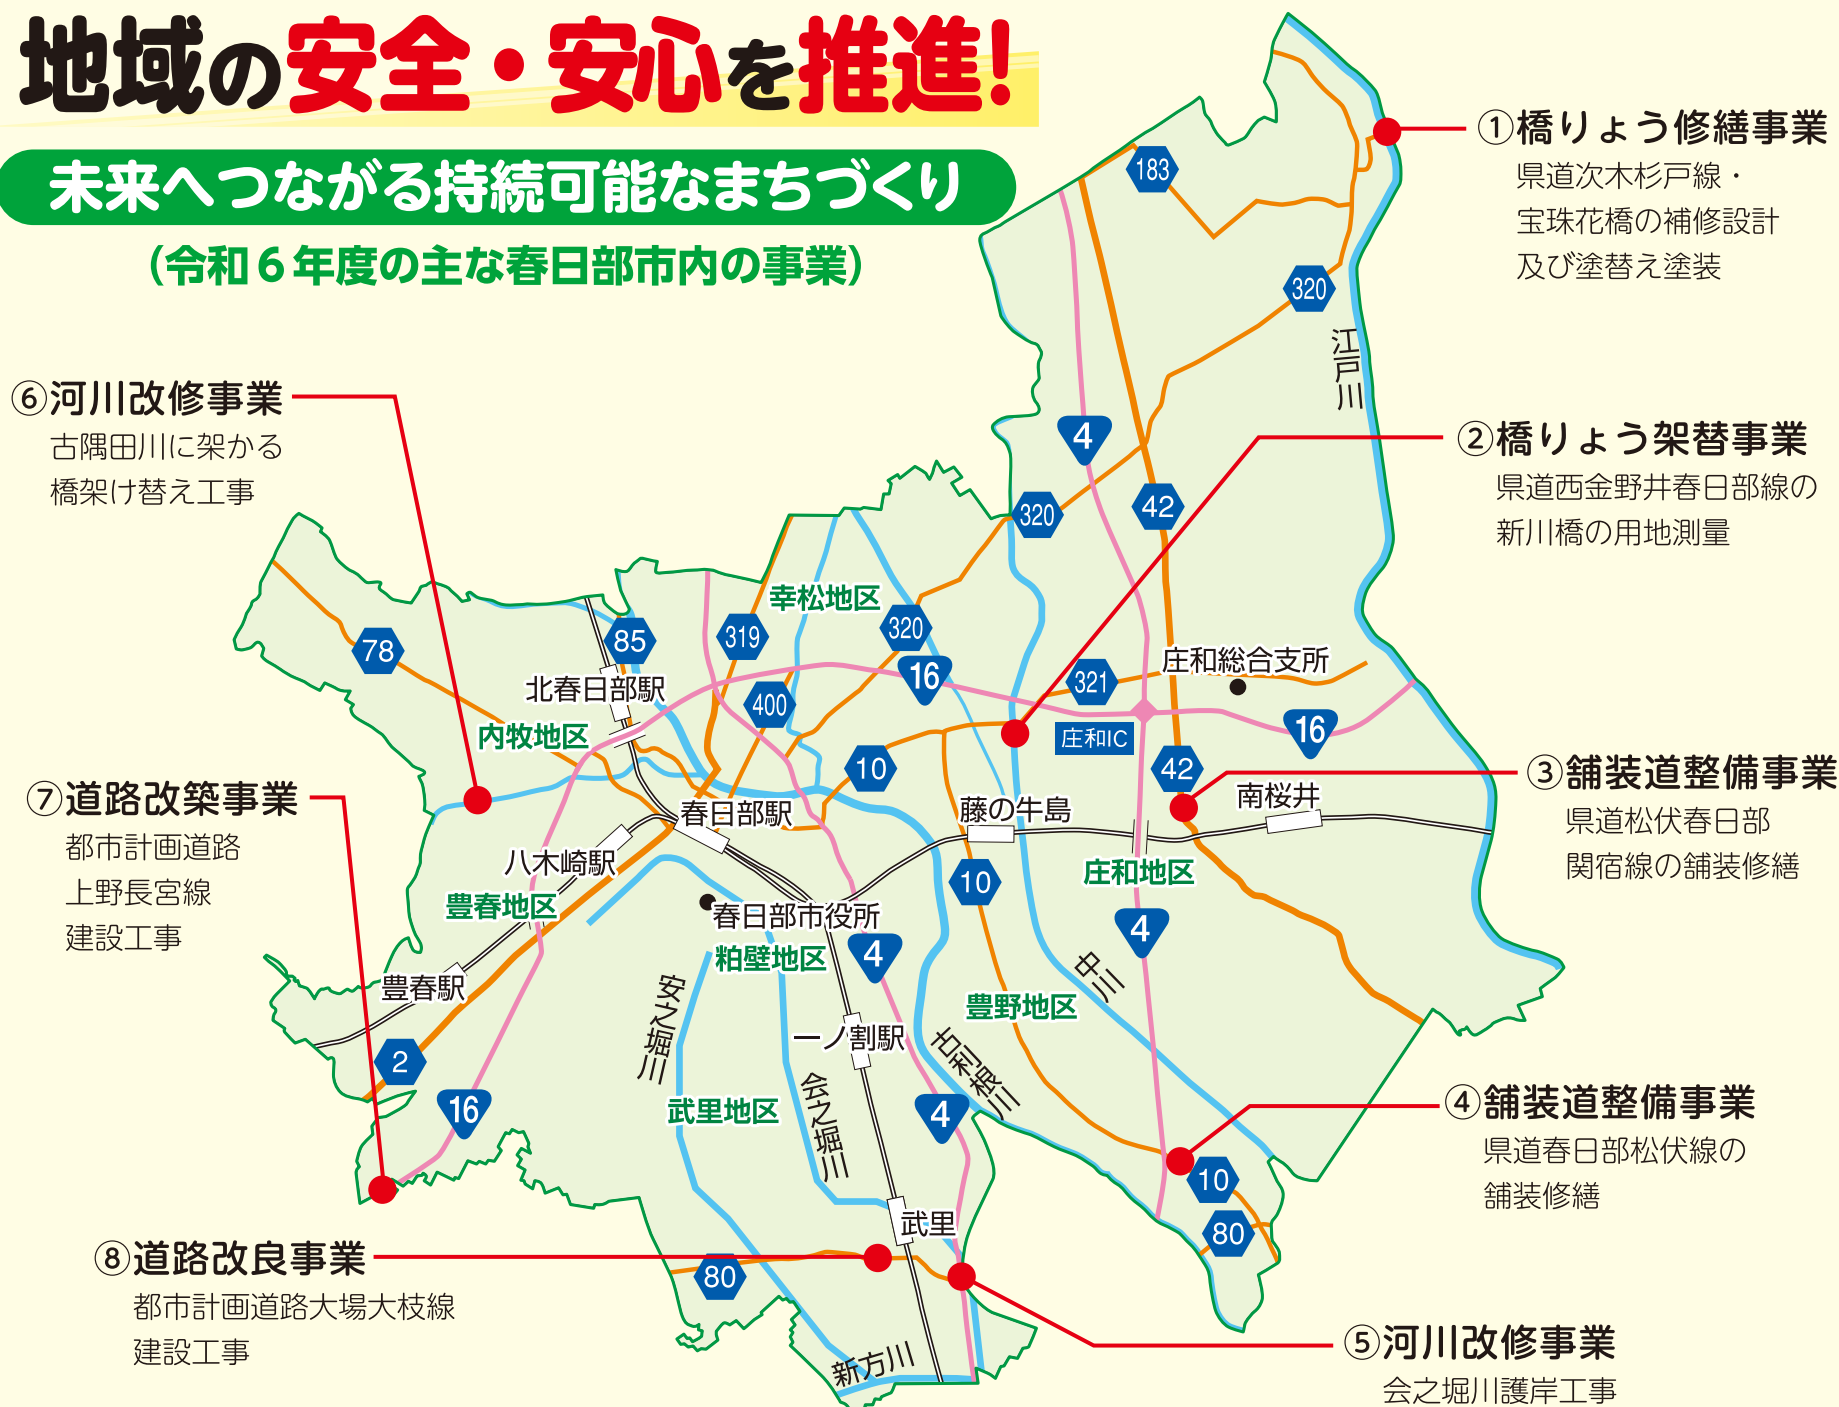 地域の安全・安心を推進!
未来へつながる持続可能なまちづくり
（令和６年度の主な春日部市内の事業）
①橋りょう修繕事業
県道次木杉戸線・
宝珠花橋の補修設計
及び塗替え塗装
②橋りょう架替事業
県道西金野井春日部線の
新川橋の用地測量
③舗装道整備事業
県道松伏春日部
関宿線の舗装修繕
④舗装道整備事業
県道春日部松伏線の
舗装修繕
⑤河川改修事業
会之堀川護岸工事
⑥河川改修事業
古隅田川に架かる
橋架け替え工事
⑦道路改築事業
都市計画道路
上野長宮線
建設工事
⑧道路改良事業
都市計画道路大場大枝線
建設工事
183
320
江戸川
4
42
320
幸松地区
320
319
85
78
16
400
321
庄和総合支所
北春日部駅
内牧地区
庄和IC
16
10
42
南桜井
春日部駅
藤の牛島
八木崎駅
豊春地区
10
庄和地区
春日部市役所
粕壁地区
4
4
豊春駅
安之堀川
中川
豊野地区
一ノ割駅
古利根川
2
16
武里地区
会之堀川
4
10
80
武里
80
新方川